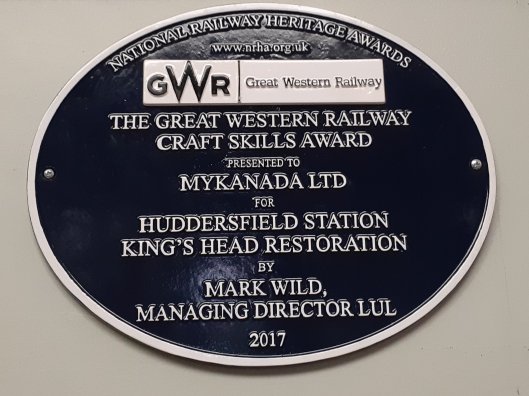 NATIONAL RAILWAY HERITAGE AWARDS
www.nrha.org.uk
GWR Great Western Railway
THE GREAT WESTERN RAILWAY
CRAFT SKILLS AWARD
PRESENTED TO
MYKANADA LTD
FOR
HUDDERSFIELD STATION
KING'S HEAD RESTORATION
BY
MARK WILD,
MANAGING DIRECTOR LUL
2017